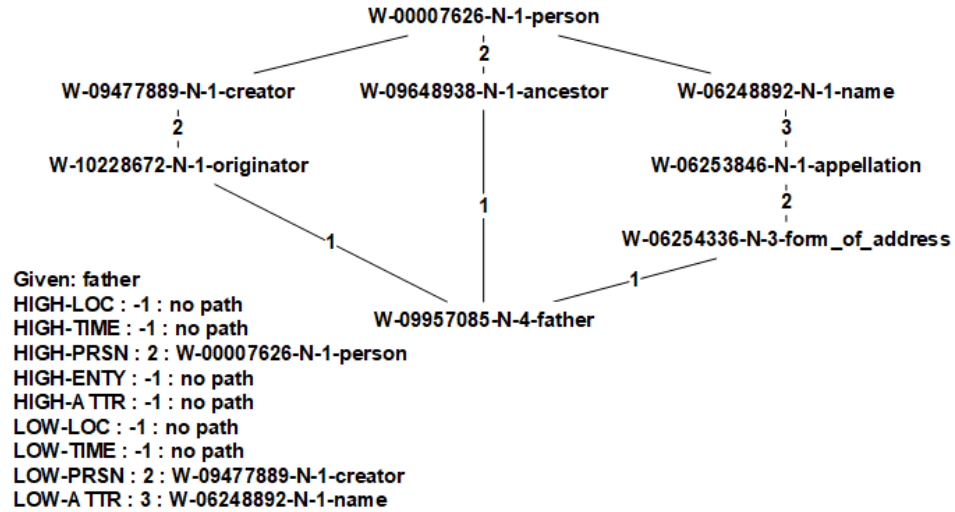 W-00007626-N-1-person
2
W-09477889-N-1-creator W-09648938-N-1-ancestor W-06248892-N-1-name
2 3
W-10228672-N-1-originator W-06253846-N-1-appellation
1 2
W-06254336-N-3-form_of_address
1 1
Given: father
HIGH-LOC : -1 : no path
W-09957085-N-4-father
HIGH-TIME : -1 : no path
HIGH-PRSN : 2 : W-00007626-N-1-person
HIGH-ENTY : -1 : no path
HIGH-ATTR : -1 : no path
LOW-LOC : -1 : no path
LOW-TIME : -1 : no path
LOW-PRSN : 2 : W-09477889-N-1-creator
LOW-ATTR : 3 : W-06248892-N-1-name